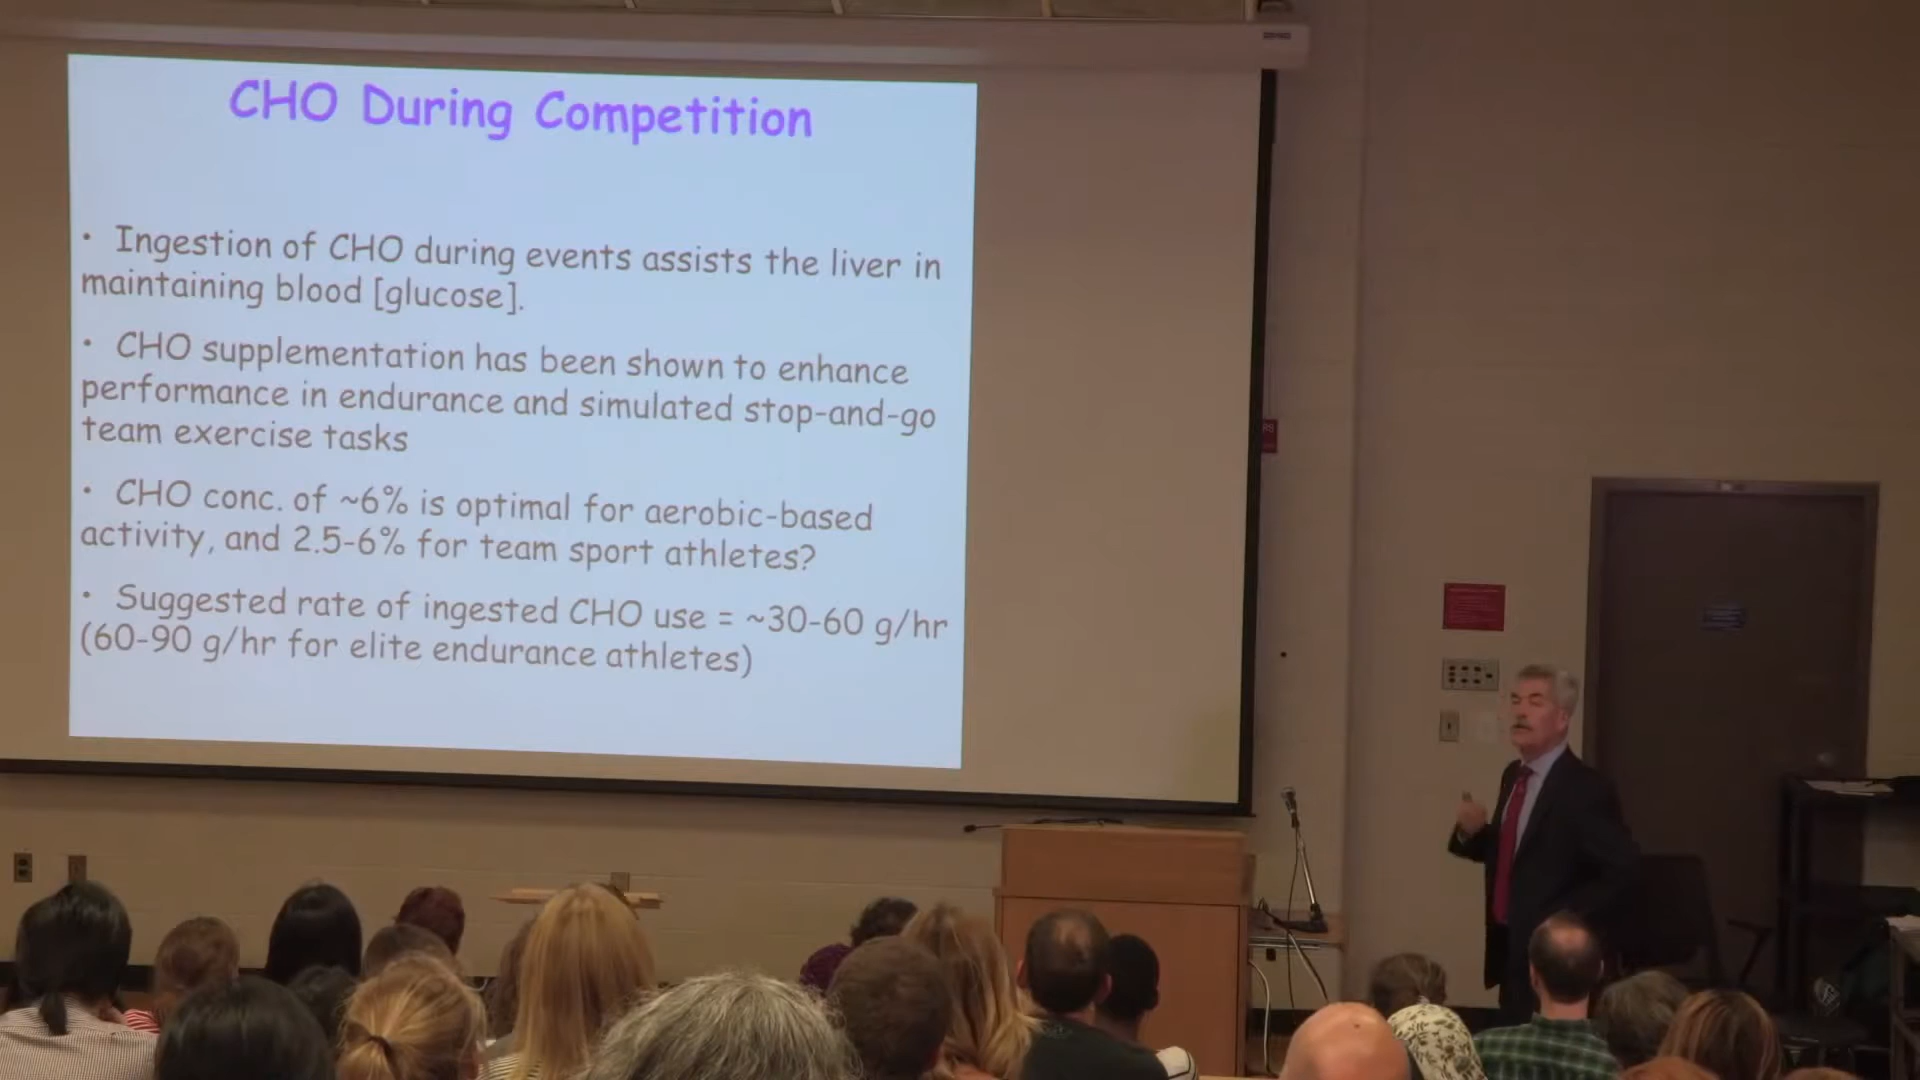 CHO During Competition
• Ingestion of CHO during events assists the liver in
maintaining blood [glucose].
• CHO supplementation has been shown to enhance
performance in endurance and simulated stop-and-go
team exercise tasks
• CHO conc. of ~6% is optimal for aerobic-based
activity, and 2.5-6% for team sport athletes?
• Suggested rate of ingested CHO use = ~30-60 g/hr
(60-90 g/hr for elite endurance athletes)
RS